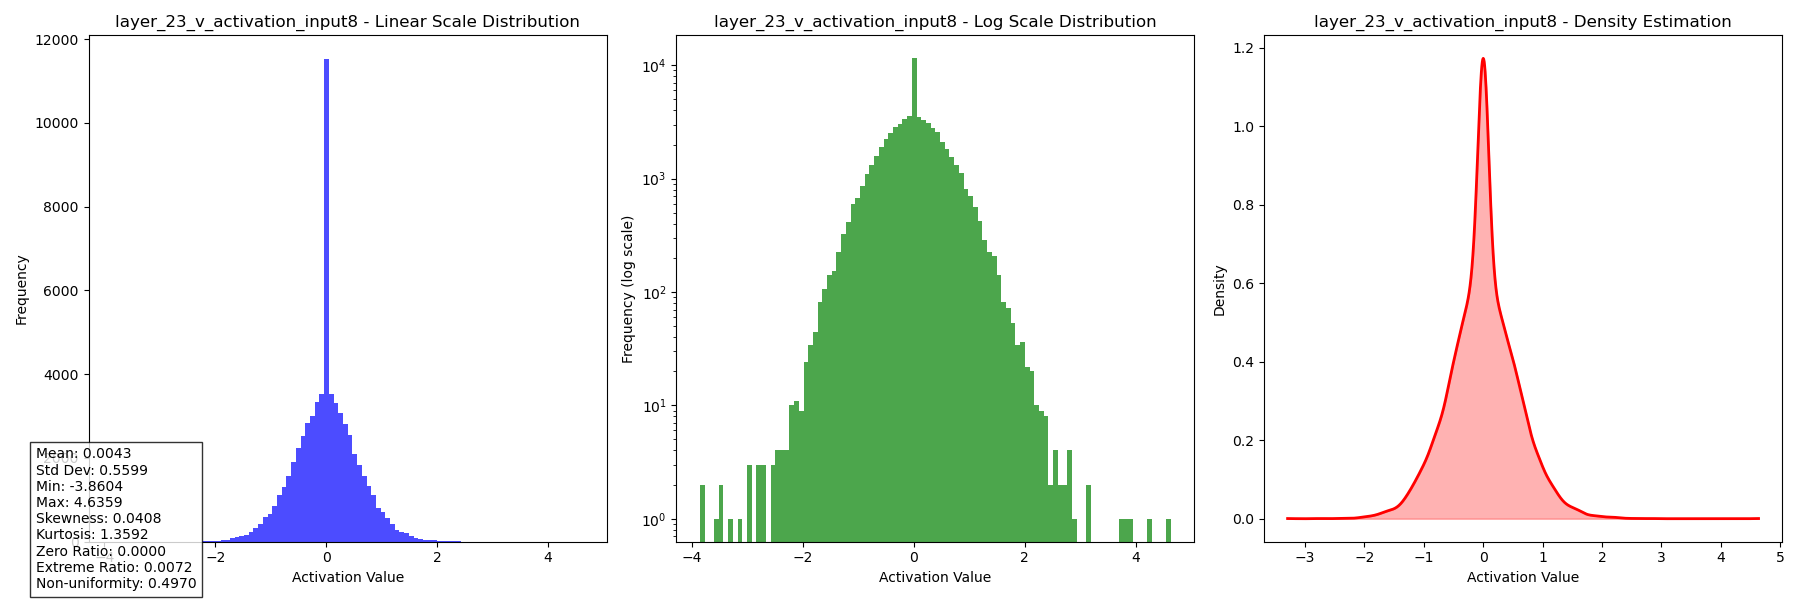 layer_23_v_activation_input8 - Linear Scale Distribution
12000
10000
8000
6000
4000
Frequency
−2
0
2
4
Activation Value
Mean: 0.0043
Std Dev: 0.5599
Min: -3.8604
Max: 4.6359
Skewness: 0.0408
Kurtosis: 1.3592
Zero Ratio: 0.0000
Extreme Ratio: 0.0072
Non-uniformity: 0.4970
layer_23_v_activation_input8 - Log Scale Distribution
10⁴
10³
10²
10¹
10⁰
Frequency (log scale)
−4
−2
0
2
4
Activation Value
layer_23_v_activation_input8 - Density Estimation
1.2
1.0
0.8
0.6
0.4
0.2
0.0
Density
−3
−2
−1
0
1
2
3
4
5
Activation Value